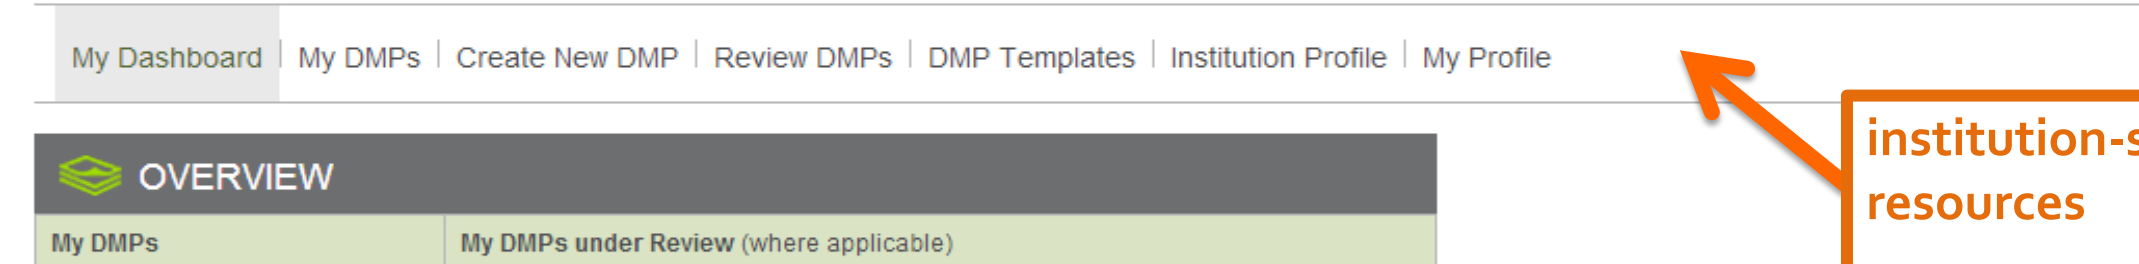 My Dashboard My DMPs Create New DMP Review DMPs DMP Templates Institution Profile My Profile
OVERVIEW
My DMPs My DMPs under Review (where applicable)
institution-s
resources